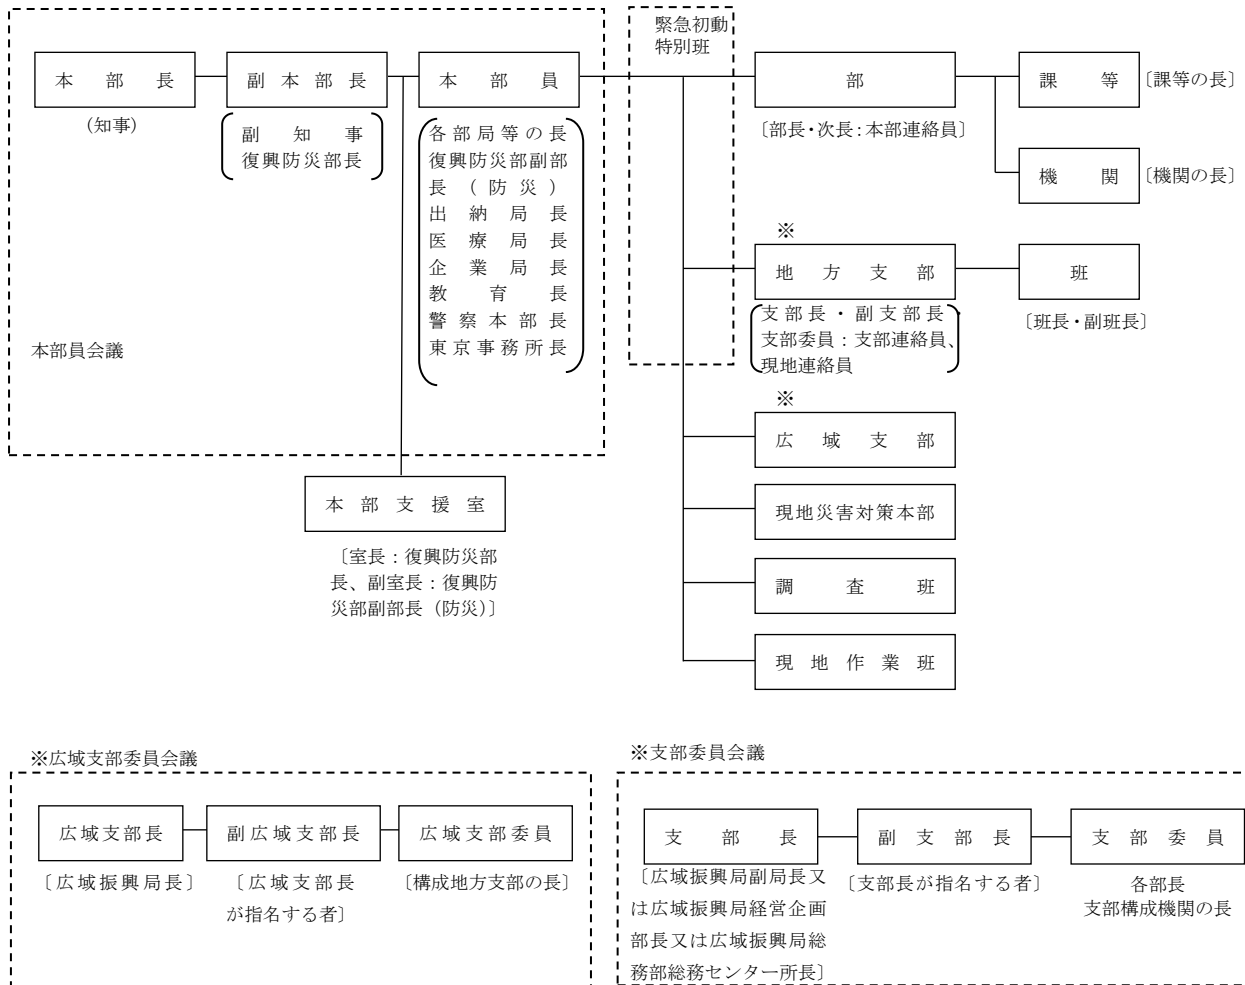 緊急初動
特別班
本部長
副本部長
本部員
部
課等
〔課等の長〕
(知事)
副知事
復興防災部長
各部局等の長
復興防災部副部
長(防災)
出納局長
医療局長
企業局長
教育長
警察本部長
東京事務所長
〔部長・次長:本部連絡員〕
機関
〔機関の長〕
※
地方支部
班
支部長・副支部長・
支部委員:支部連絡員、
現地連絡員
〔班長・副班長〕
本部員会議
※
広域支部
本部支援室
現地災害対策本部
〔室長:復興防災部
長、副室長:復興防
災部副部長(防災)〕
調査班
現地作業班
※広域支部委員会議
広域支部長
副広域支部長
広域支部委員
〔広域振興局長〕
〔広域支部長
が指名する者〕
〔構成地方支部の長〕
※支部委員会議
支部長
副支部長
支部委員
〔広域振興局副局長又
は広域振興局経営企画
部長又は広域振興局総
務部総務センター所長〕
〔支部長が指名する者〕
各部長
支部構成機関の長